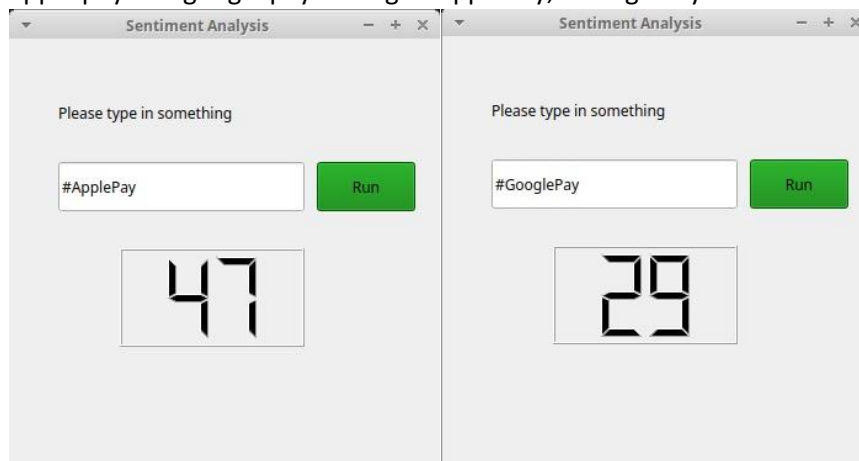 Sentiment Analysis
Please type in something
#ApplePay
Run
47
Sentiment Analysis
Please type in something
#GooglePay
Run
29